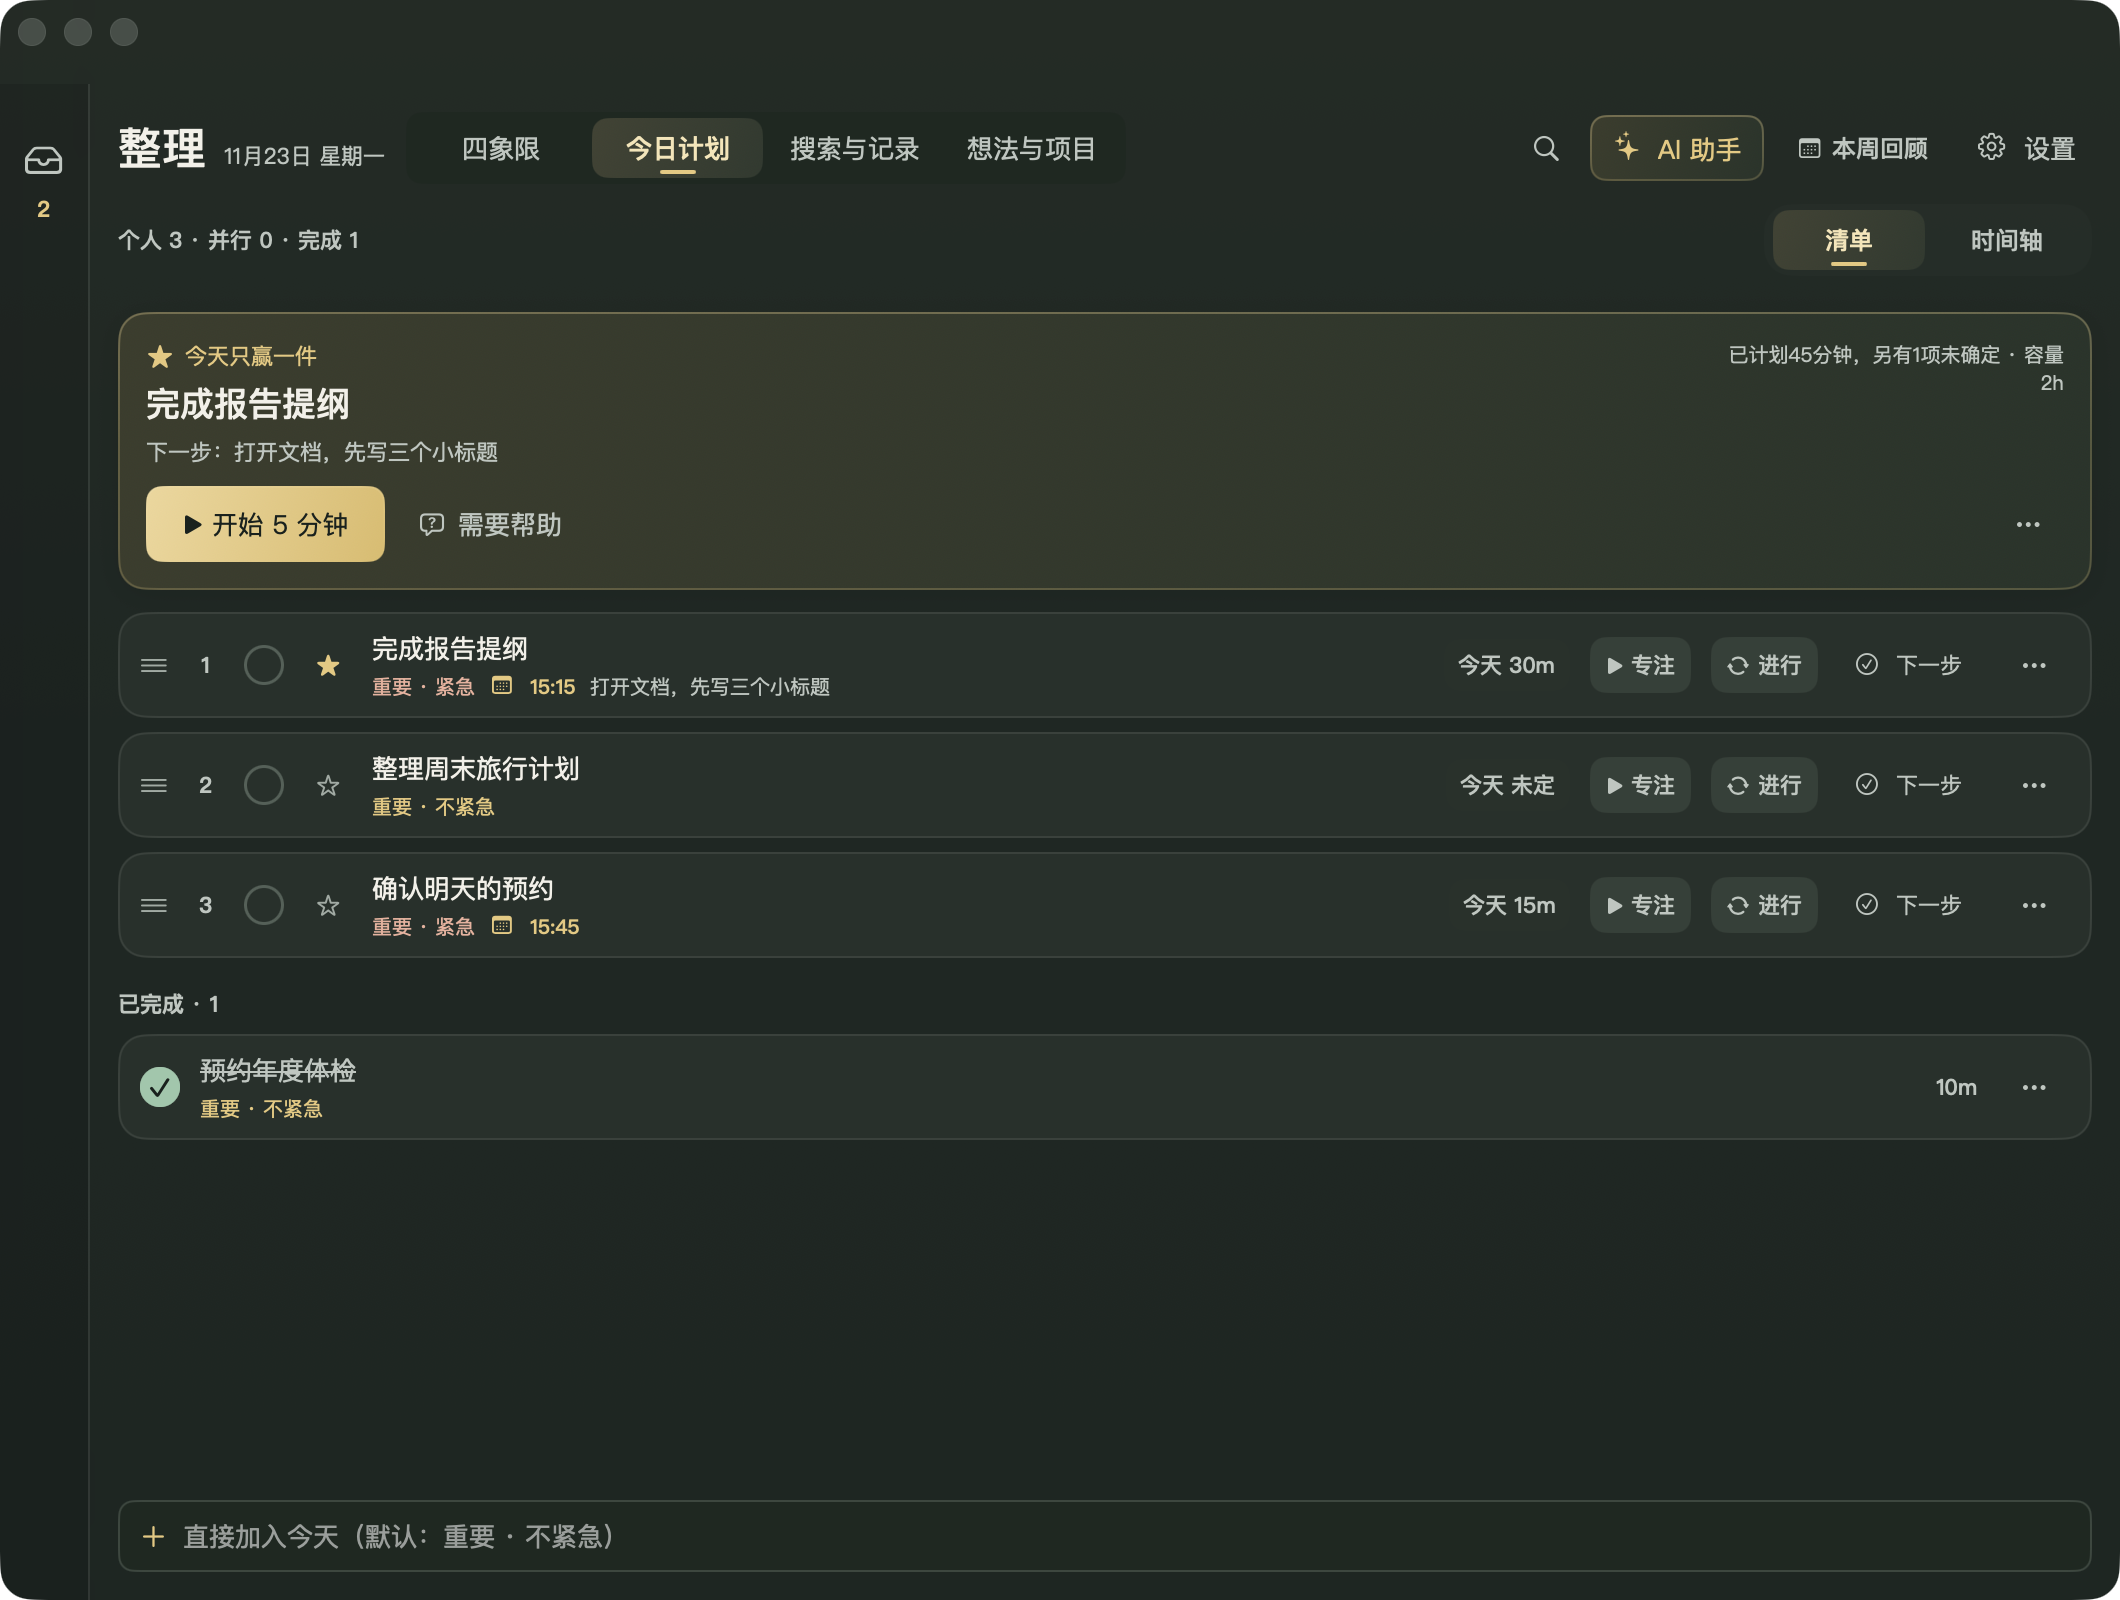 整理 11月23日 星期一 四象限 今日计划 搜索与记录 想法与项目 AI 助手 本周回顾 设置
2
个人 3 · 并行 0 · 完成 1 清单 时间轴
今天只赢一件 已计划45分钟，另有1项未确定 · 容量
2h
完成报告提纲
下一步：打开文档，先写三个小标题
开始 5 分钟 需要帮助
1 完成报告提纲 今天 30m 专注 进行 下一步
重要 · 紧急 15:15 打开文档，先写三个小标题
2 整理周末旅行计划 今天 未定 专注 进行 下一步
重要 · 不紧急
3 确认明天的预约 今天 15m 专注 进行 下一步
重要 · 紧急 15:45
已完成 · 1
预约年度体检 10m
重要 · 不紧急
直接加入今天（默认：重要 · 不紧急）